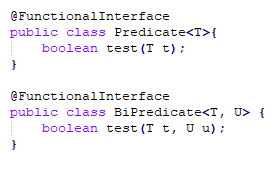 @FunctionalInterface
public class Predicate<T>{
    boolean test(T t);
}
@FunctionalInterface
public class BiPredicate<T, U> {
    boolean test(T t, U u);
}